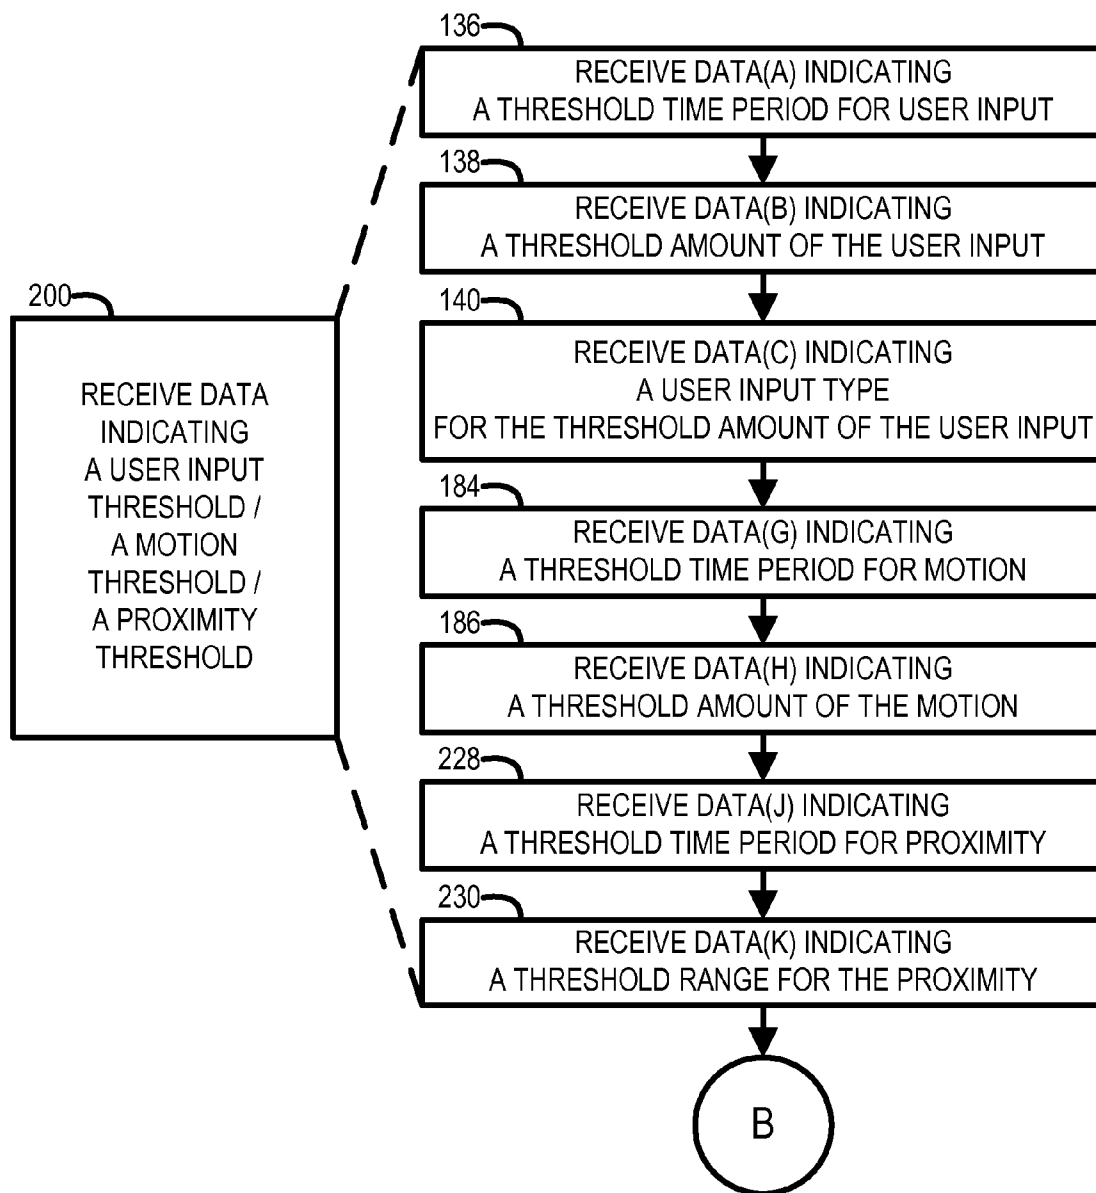 200
RECEIVE DATA
INDICATING
A USER INPUT
THRESHOLD /
A MOTION
THRESHOLD /
A PROXIMITY
THRESHOLD
136
RECEIVE DATA(A) INDICATING
A THRESHOLD TIME PERIOD FOR USER INPUT
138
RECEIVE DATA(B) INDICATING
A THRESHOLD AMOUNT OF THE USER INPUT
140
RECEIVE DATA(C) INDICATING
A USER INPUT TYPE
FOR THE THRESHOLD AMOUNT OF THE USER INPUT
184
RECEIVE DATA(G) INDICATING
A THRESHOLD TIME PERIOD FOR MOTION
186
RECEIVE DATA(H) INDICATING
A THRESHOLD AMOUNT OF THE MOTION
228
RECEIVE DATA(J) INDICATING
A THRESHOLD TIME PERIOD FOR PROXIMITY
230
RECEIVE DATA(K) INDICATING
A THRESHOLD RANGE FOR THE PROXIMITY
B